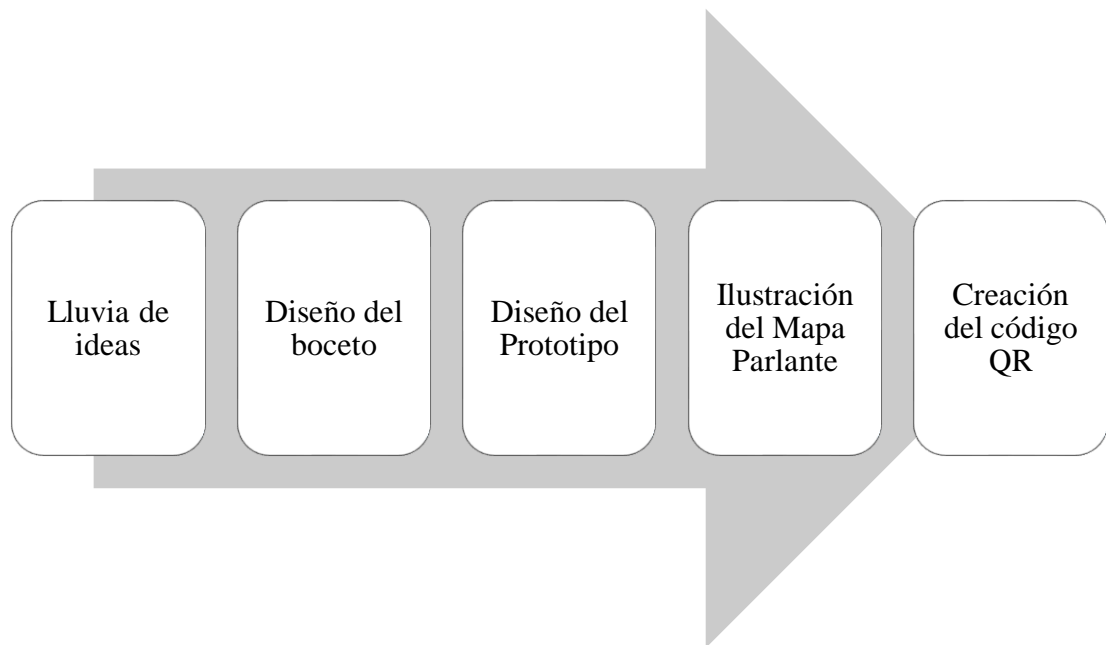 Lluvia de
ideas
Diseño del
boceto
Diseño del
Prototipo
Ilustración
del Mapa
Parlante
Creación
del código
QR